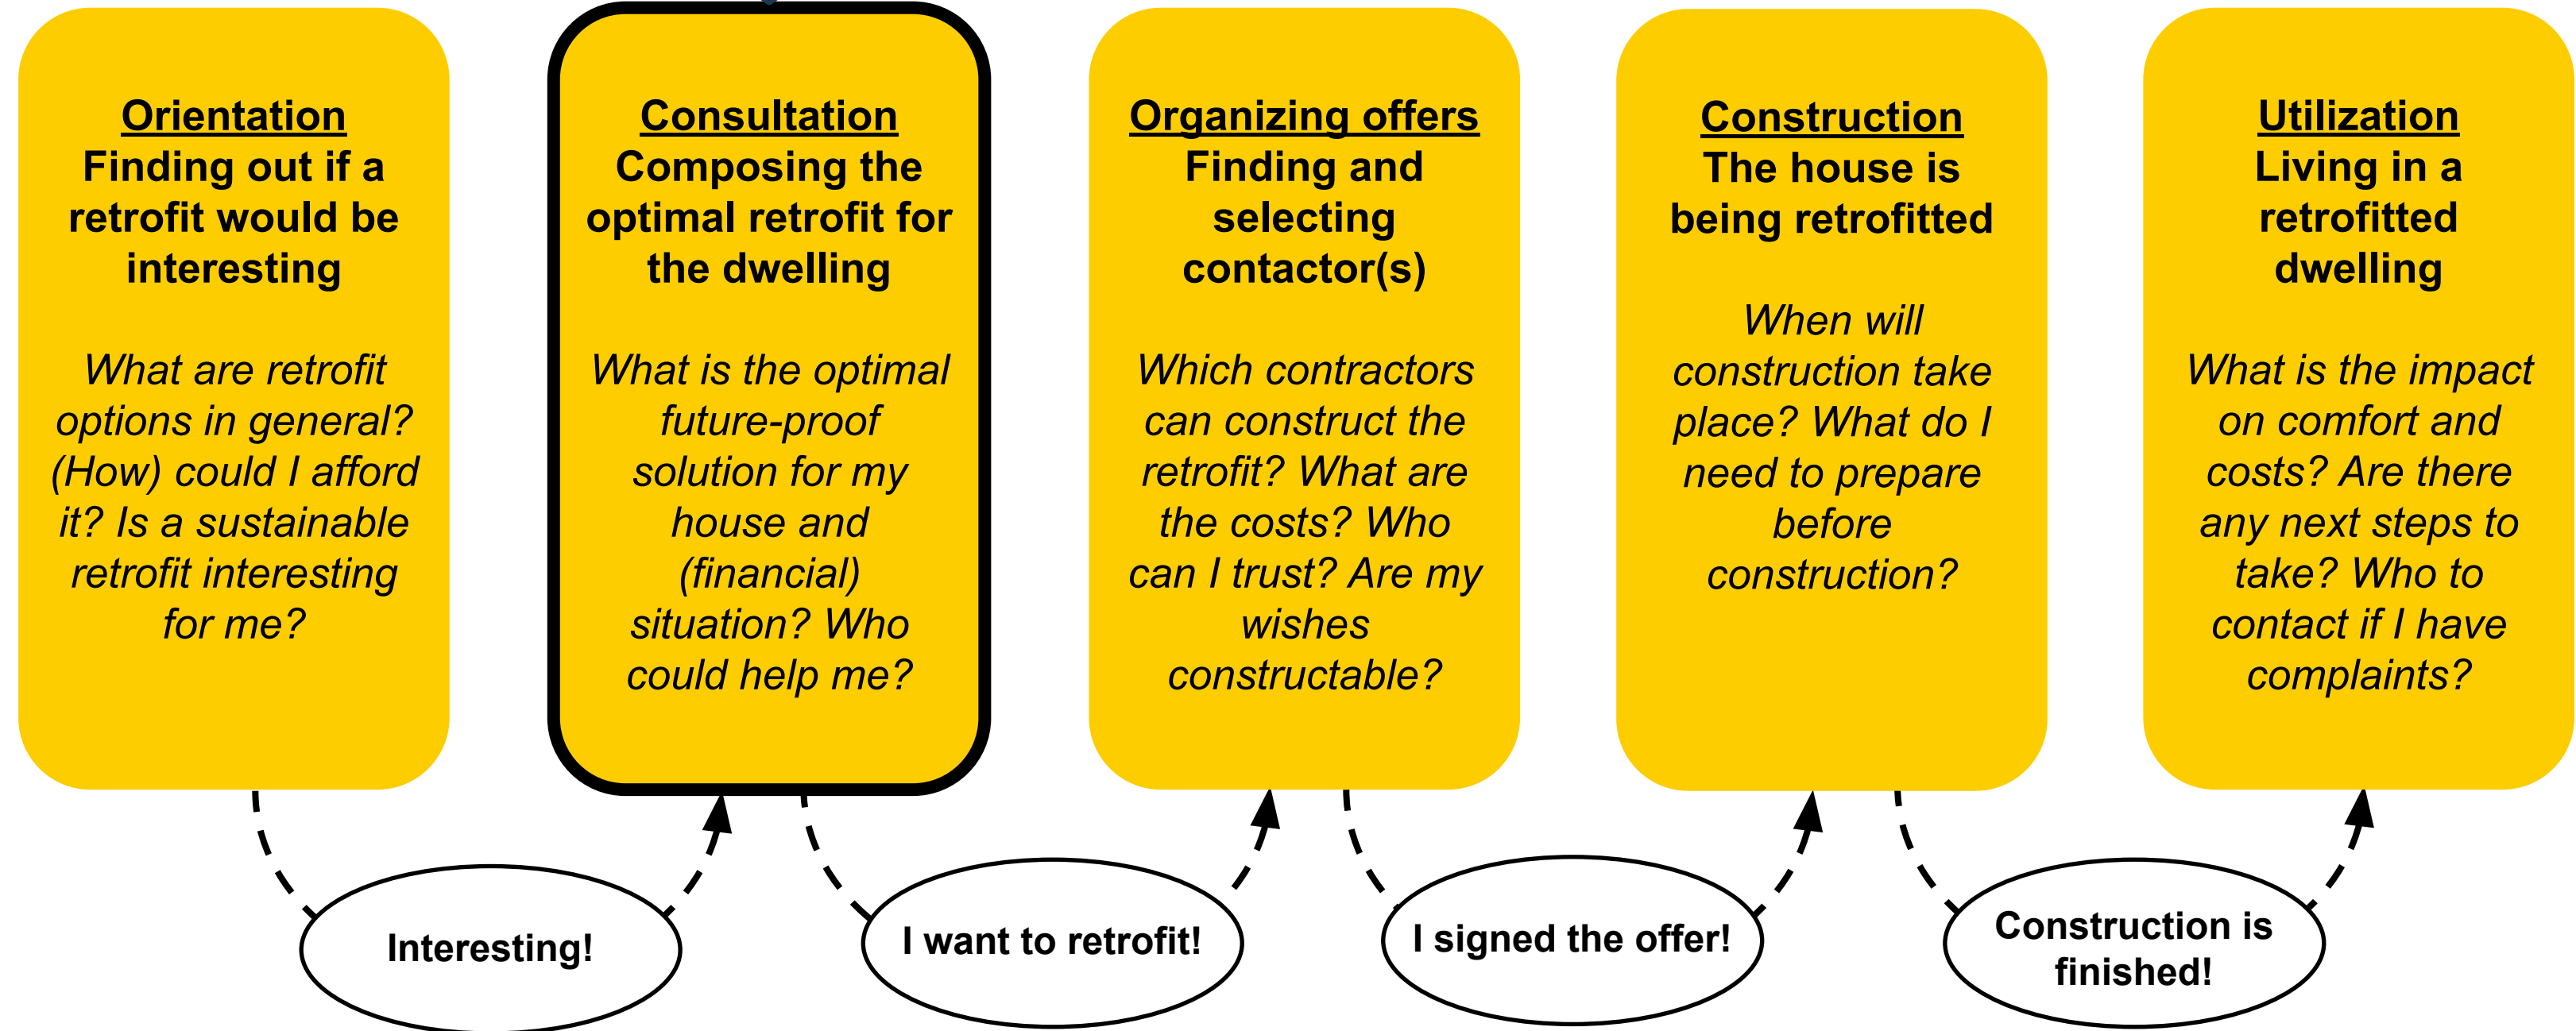 Orientation
Finding out if a
retrofit would be
interesting
What are retrofit
options in general?
(How) could I afford
it? Is a sustainable
retrofit interesting
for me?
Consultation
Composing the
optimal retrofit for
the dwelling
What is the optimal
future-proof
solution for my
house and
(financial)
situation? Who
could help me?
Organizing offers
Finding and
selecting
contactor(s)
Which contractors
can construct the
retrofit? What are
the costs? Who
can I trust? Are my
wishes
constructable?
Construction
The house is
being retrofitted
When will
construction take
place? What do I
need to prepare
before
construction?
Utilization
Living in a
retrofitted
dwelling
What is the impact
on comfort and
costs? Are there
any next steps to
take? Who to
contact if I have
complaints?
Interesting!
I want to retrofit!
I signed the offer!
Construction is
finished!